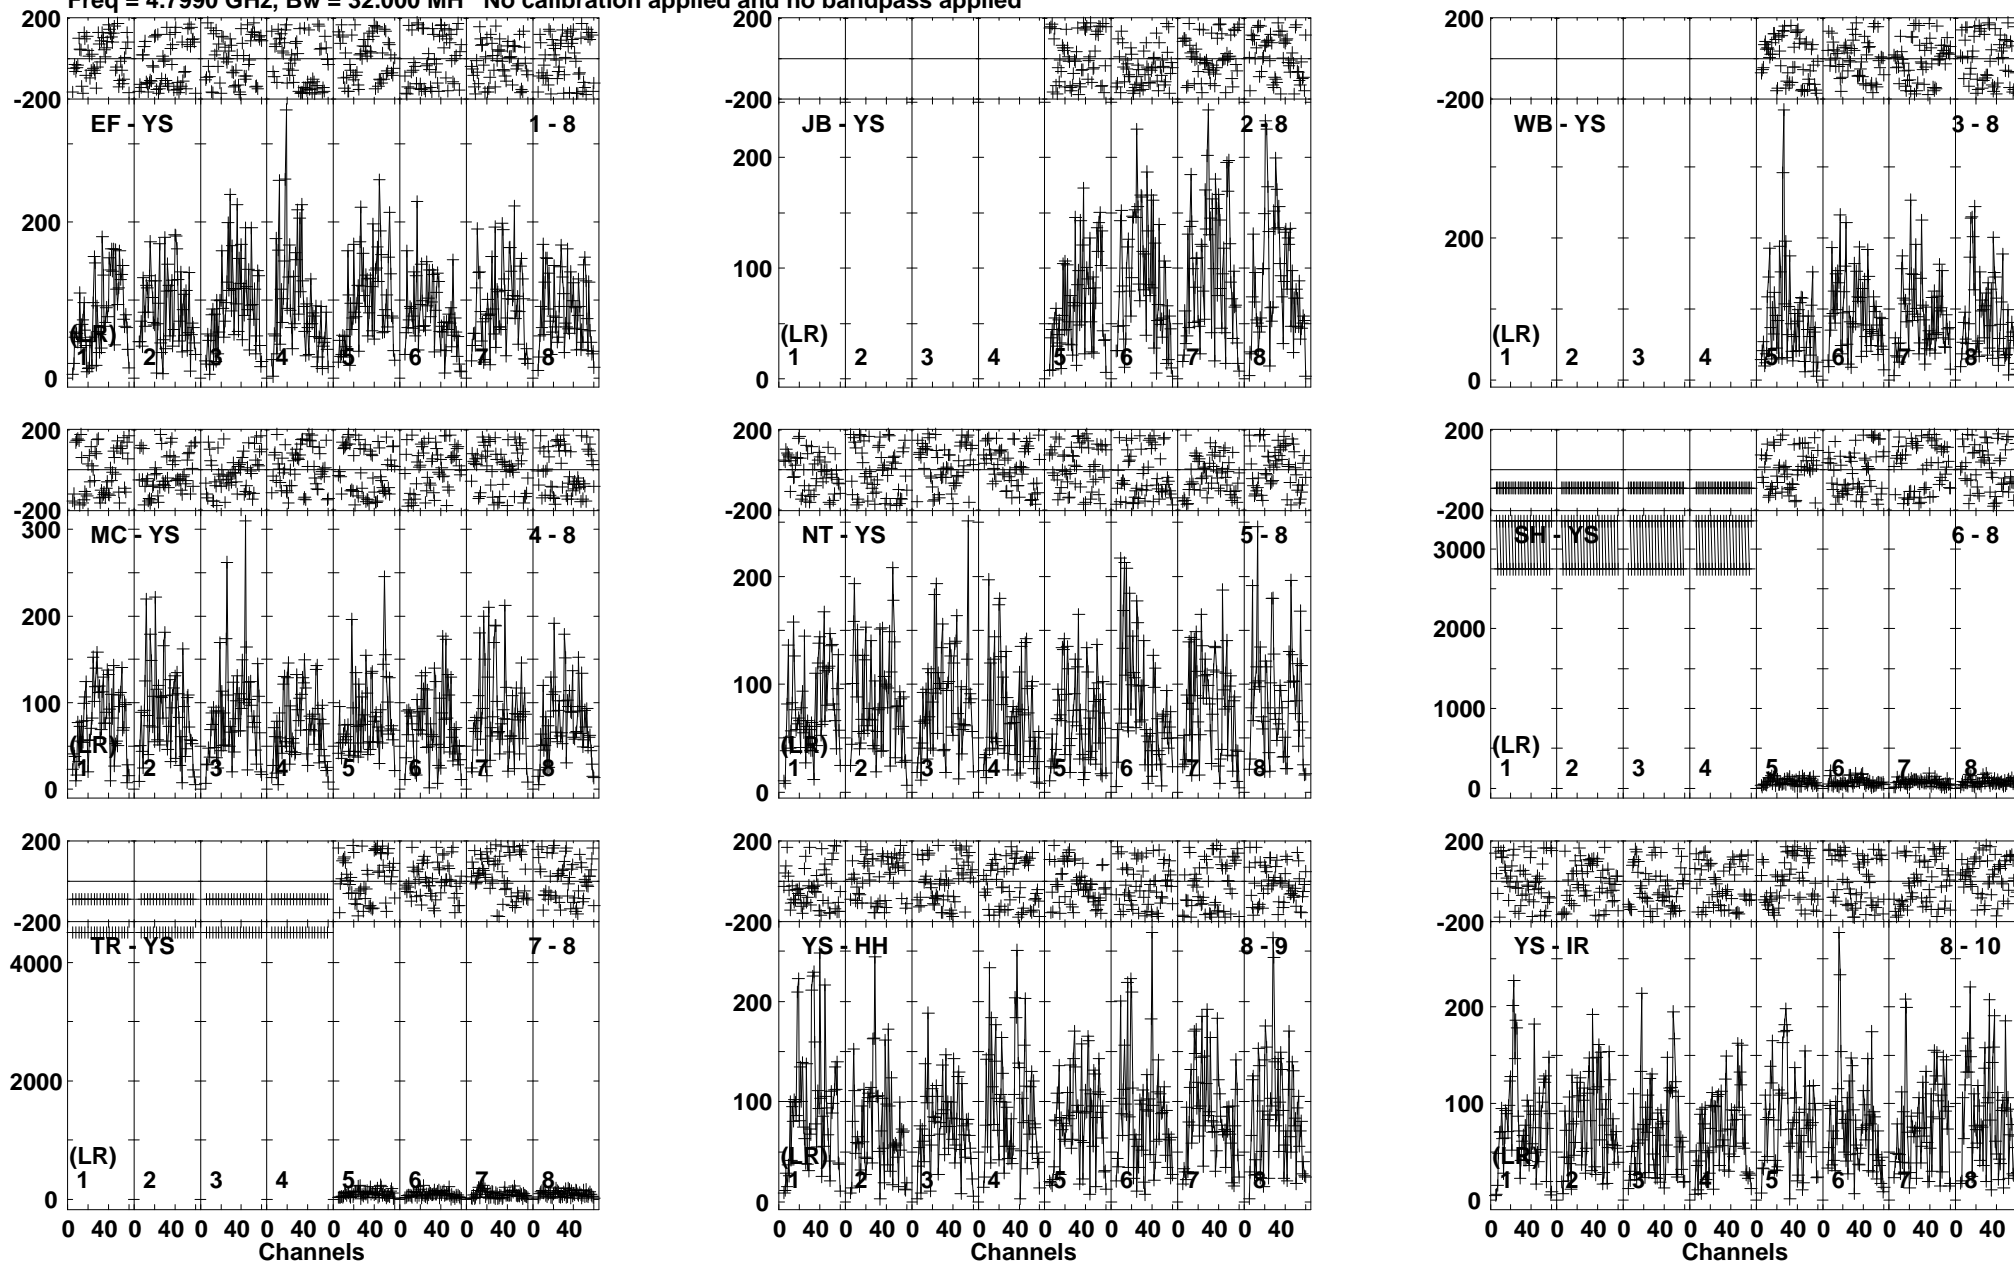 Freq = 4.7990 GHz, Bw = 32.000 MH No calibration applied and no bandpass applied
200 200 200
-200 -200 -200
EF - YS 1 - 8 JB - YS 2 - 8 WB - YS 3 - 8
200 200 200
100
(LR) (LR) (LR)
1 2 3 4 5 6 7 8 1 2 3 4 5 6 7 8 1 2 3 4 5 6 7 8
0 0 0
200 200 200
-200 -200 -200
300 3000
MC - YS 4 - 8 NT - YS 5 - 8 SH - YS 6 - 8
200 200 2000
100 100 1000
(LR) (LR) (LR)
1 2 3 4 5 6 7 8 1 2 3 4 5 6 7 8 1 2 3 4 5 6 7 8
0 0 0
200 200 200
-200 -200 -200
TR - YS 7 - 8 YS - HH 8 - 9 YS - IR 8 - 10
4000 200 200
2000 100 100
(LR) (LR) (LR)
1 2 3 4 5 6 7 8 1 2 3 4 5 6 7 8 1 2 3 4 5 6 7 8
0 0 0
0 40 0 40 0 40 0 40 0 40 0 40 0 40 0 40 0 40 0 40 0 40 0 40 0 40 0 40 0 40 0 40 0 40 0 40 0 40 0 40 0 40 0 40 0 40 0 40
Channels Channels Channels